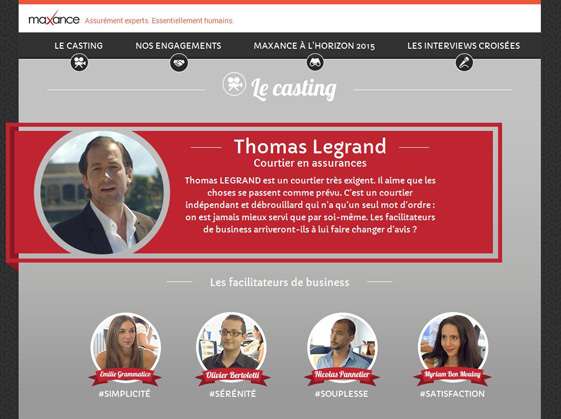 maxance Assurément experts. Essentiellement humains.
LE CASTING NOS ENGAGEMENTS MAXANCE À L'HORIZON 2015 LES INTERVIEWS CROISÉES
Le casting
Thomas Legrand
Courtier en assurances
Thomas LEGRAND est un courtier très exigent. Il aime que les
choses se passent comme prévu. C'est un courtier
indépendant et débrouillard qui n'a qu'un seul mot d'ordre :
on est jamais mieux servi que par soi-même. Les facilitateurs
de business arriveront-ils à lui faire changer d'avis ?
Les facilitateurs de business
Emilie Grammatico Olivier Bertolotti Nicolas Pannetier Myriam Ben Moulay
#SIMPLICITÉ #SÉRÉNITÉ #SOUPLESSE #SATISFACTION